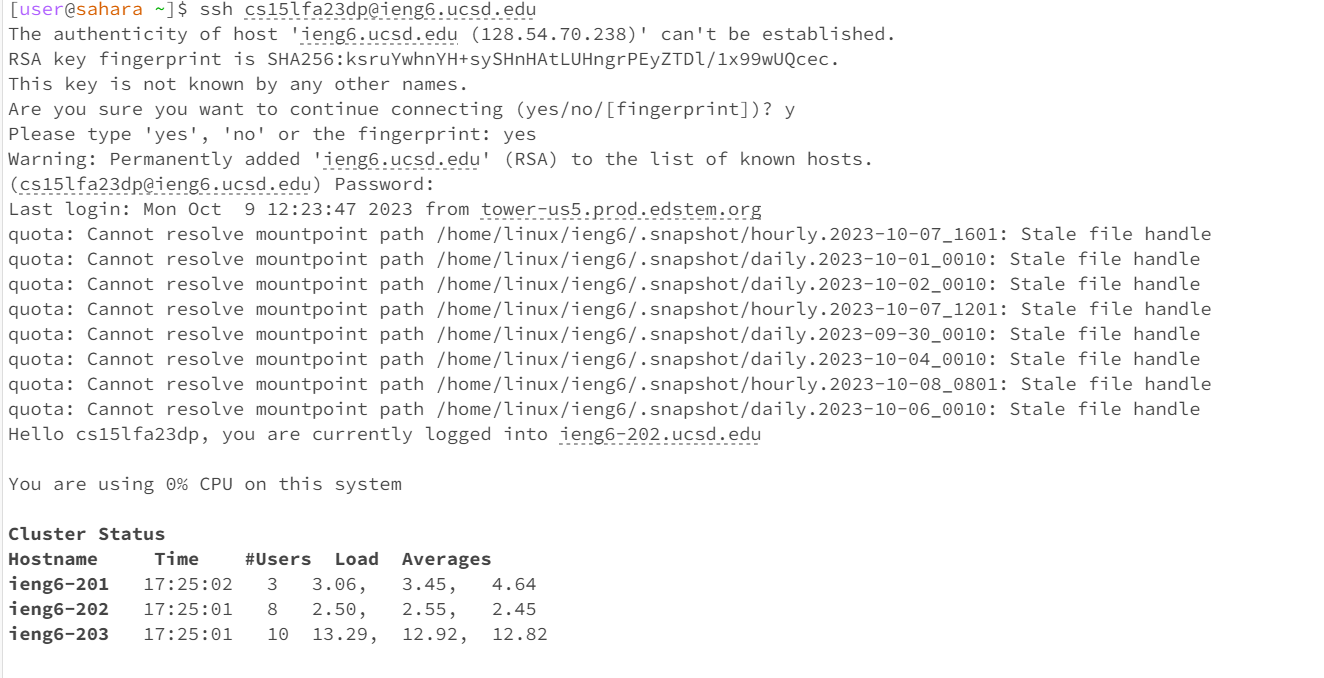 [user@sahara ~]$ ssh cs15lfa23dp@ieng6.ucsd.edu
The authenticity of host 'ieng6.ucsd.edu (128.54.70.238)' can't be established.
RSA key fingerprint is SHA256:ksruYwhnYH+sySHnHAtLUHngrPEyZTDl/1x99wUQcec.
This key is not known by any other names.
Are you sure you want to continue connecting (yes/no/[fingerprint])? y
Please type 'yes', 'no' or the fingerprint: yes
Warning: Permanently added 'ieng6.ucsd.edu' (RSA) to the list of known hosts.
(cs15lfa23dp@ieng6.ucsd.edu) Password:
Last login: Mon Oct  9 12:23:47 2023 from tower-us5.prod.edstem.org
quota: Cannot resolve mountpoint path /home/linux/ieng6/.snapshot/hourly.2023-10-07_1601: Stale file handle
quota: Cannot resolve mountpoint path /home/linux/ieng6/.snapshot/daily.2023-10-01_0010: Stale file handle
quota: Cannot resolve mountpoint path /home/linux/ieng6/.snapshot/daily.2023-10-02_0010: Stale file handle
quota: Cannot resolve mountpoint path /home/linux/ieng6/.snapshot/hourly.2023-10-07_1201: Stale file handle
quota: Cannot resolve mountpoint path /home/linux/ieng6/.snapshot/daily.2023-09-30_0010: Stale file handle
quota: Cannot resolve mountpoint path /home/linux/ieng6/.snapshot/daily.2023-10-04_0010: Stale file handle
quota: Cannot resolve mountpoint path /home/linux/ieng6/.snapshot/hourly.2023-10-08_0801: Stale file handle
quota: Cannot resolve mountpoint path /home/linux/ieng6/.snapshot/daily.2023-10-06_0010: Stale file handle
Hello cs15lfa23dp, you are currently logged into ieng6-202.ucsd.edu

You are using 0% CPU on this system

Cluster Status
Hostname     Time    #Users  Load  Averages
ieng6-201   17:25:02   3   3.06,   3.45,   4.64
ieng6-202   17:25:01   8   2.50,   2.55,   2.45
ieng6-203   17:25:01   10  13.29,  12.92,  12.82